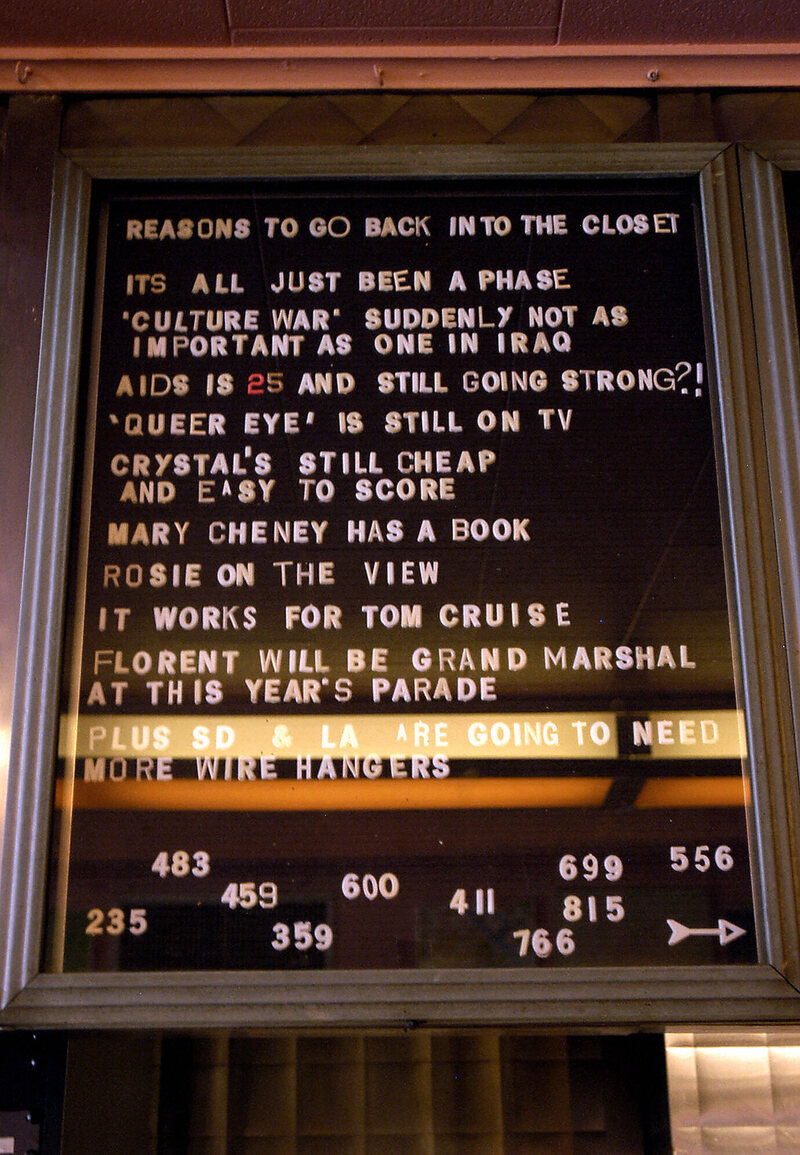 REASONS TO GO BACK INTO THE CLOSET
ITS ALL JUST BEEN A PHASE
'CULTURE WAR' SUDDENLY NOT AS
IMPORTANT AS ONE IN IRAQ
AIDS IS 25 AND STILL GOING STRONG?!
'QUEER EYE' IS STILL ON TV
CRYSTAL'S STILL CHEAP
AND EASY TO SCORE
MARY CHENEY HAS A BOOK
ROSIE ON THE VIEW
IT WORKS FOR TOM CRUISE
FLORENT WILL BE GRAND MARSHAL
AT THIS YEAR'S PARADE
PLUS SD & LA ARE GOING TO NEED
MORE WIRE HANGERS
483 699 556
459 600 411 815
235 359 766